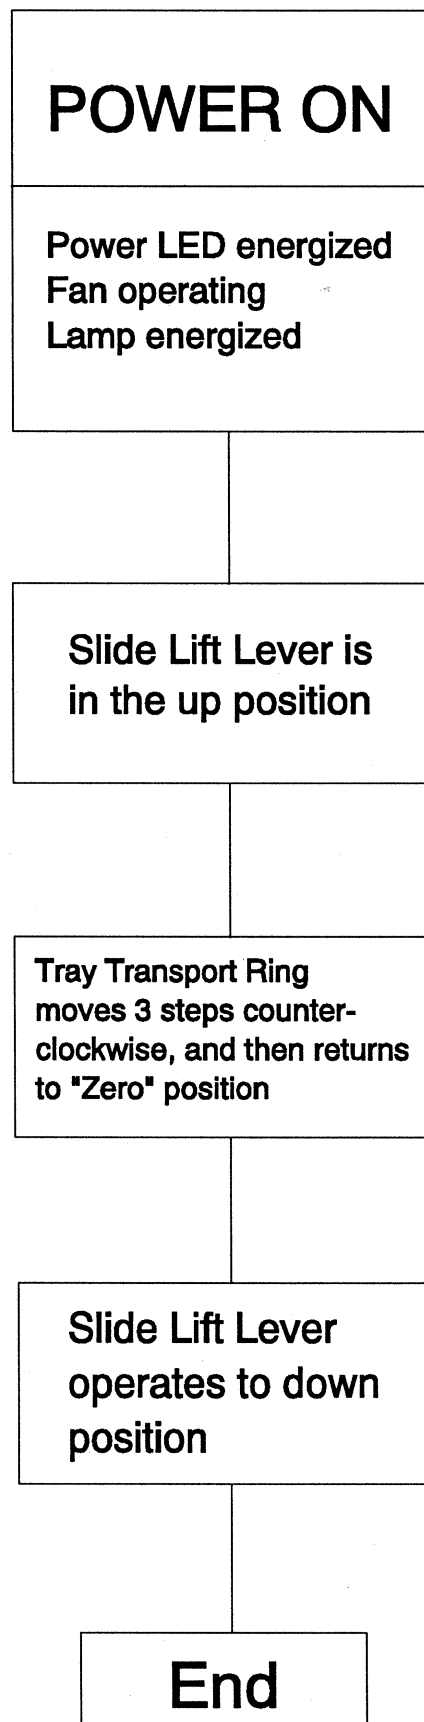 POWER ON
Power LED energized
Fan operating
Lamp energized
Slide Lift Lever is
in the up position
Tray Transport Ring
moves 3 steps counter-
clockwise, and then returns
to "Zero" position
Slide Lift Lever
operates to down
position
End